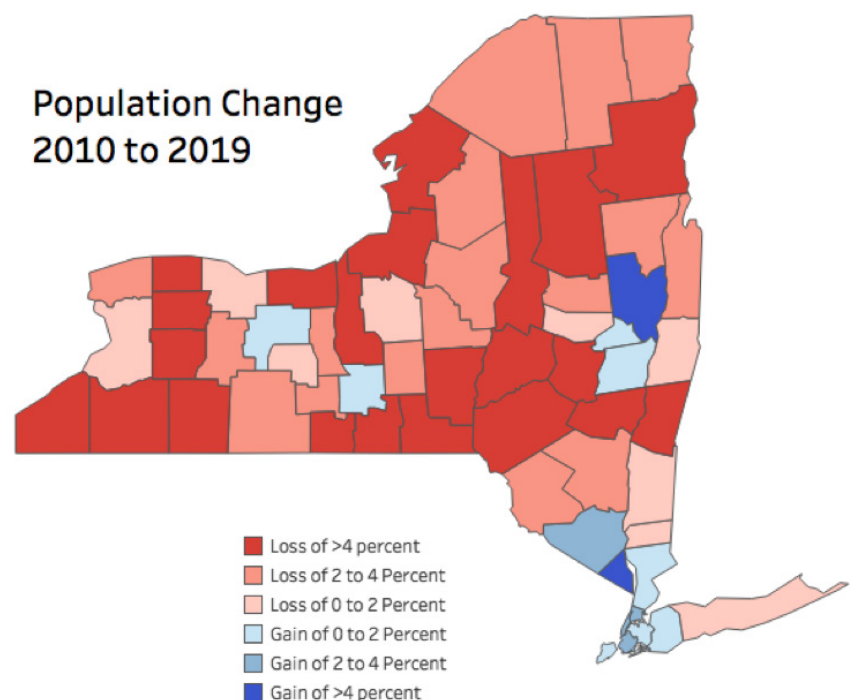 Population Change
2010 to 2019
Loss of >4 percent
Loss of 2 to 4 Percent
Loss of 0 to 2 Percent
Gain of 0 to 2 Percent
Gain of 2 to 4 Percent
Gain of >4 percent